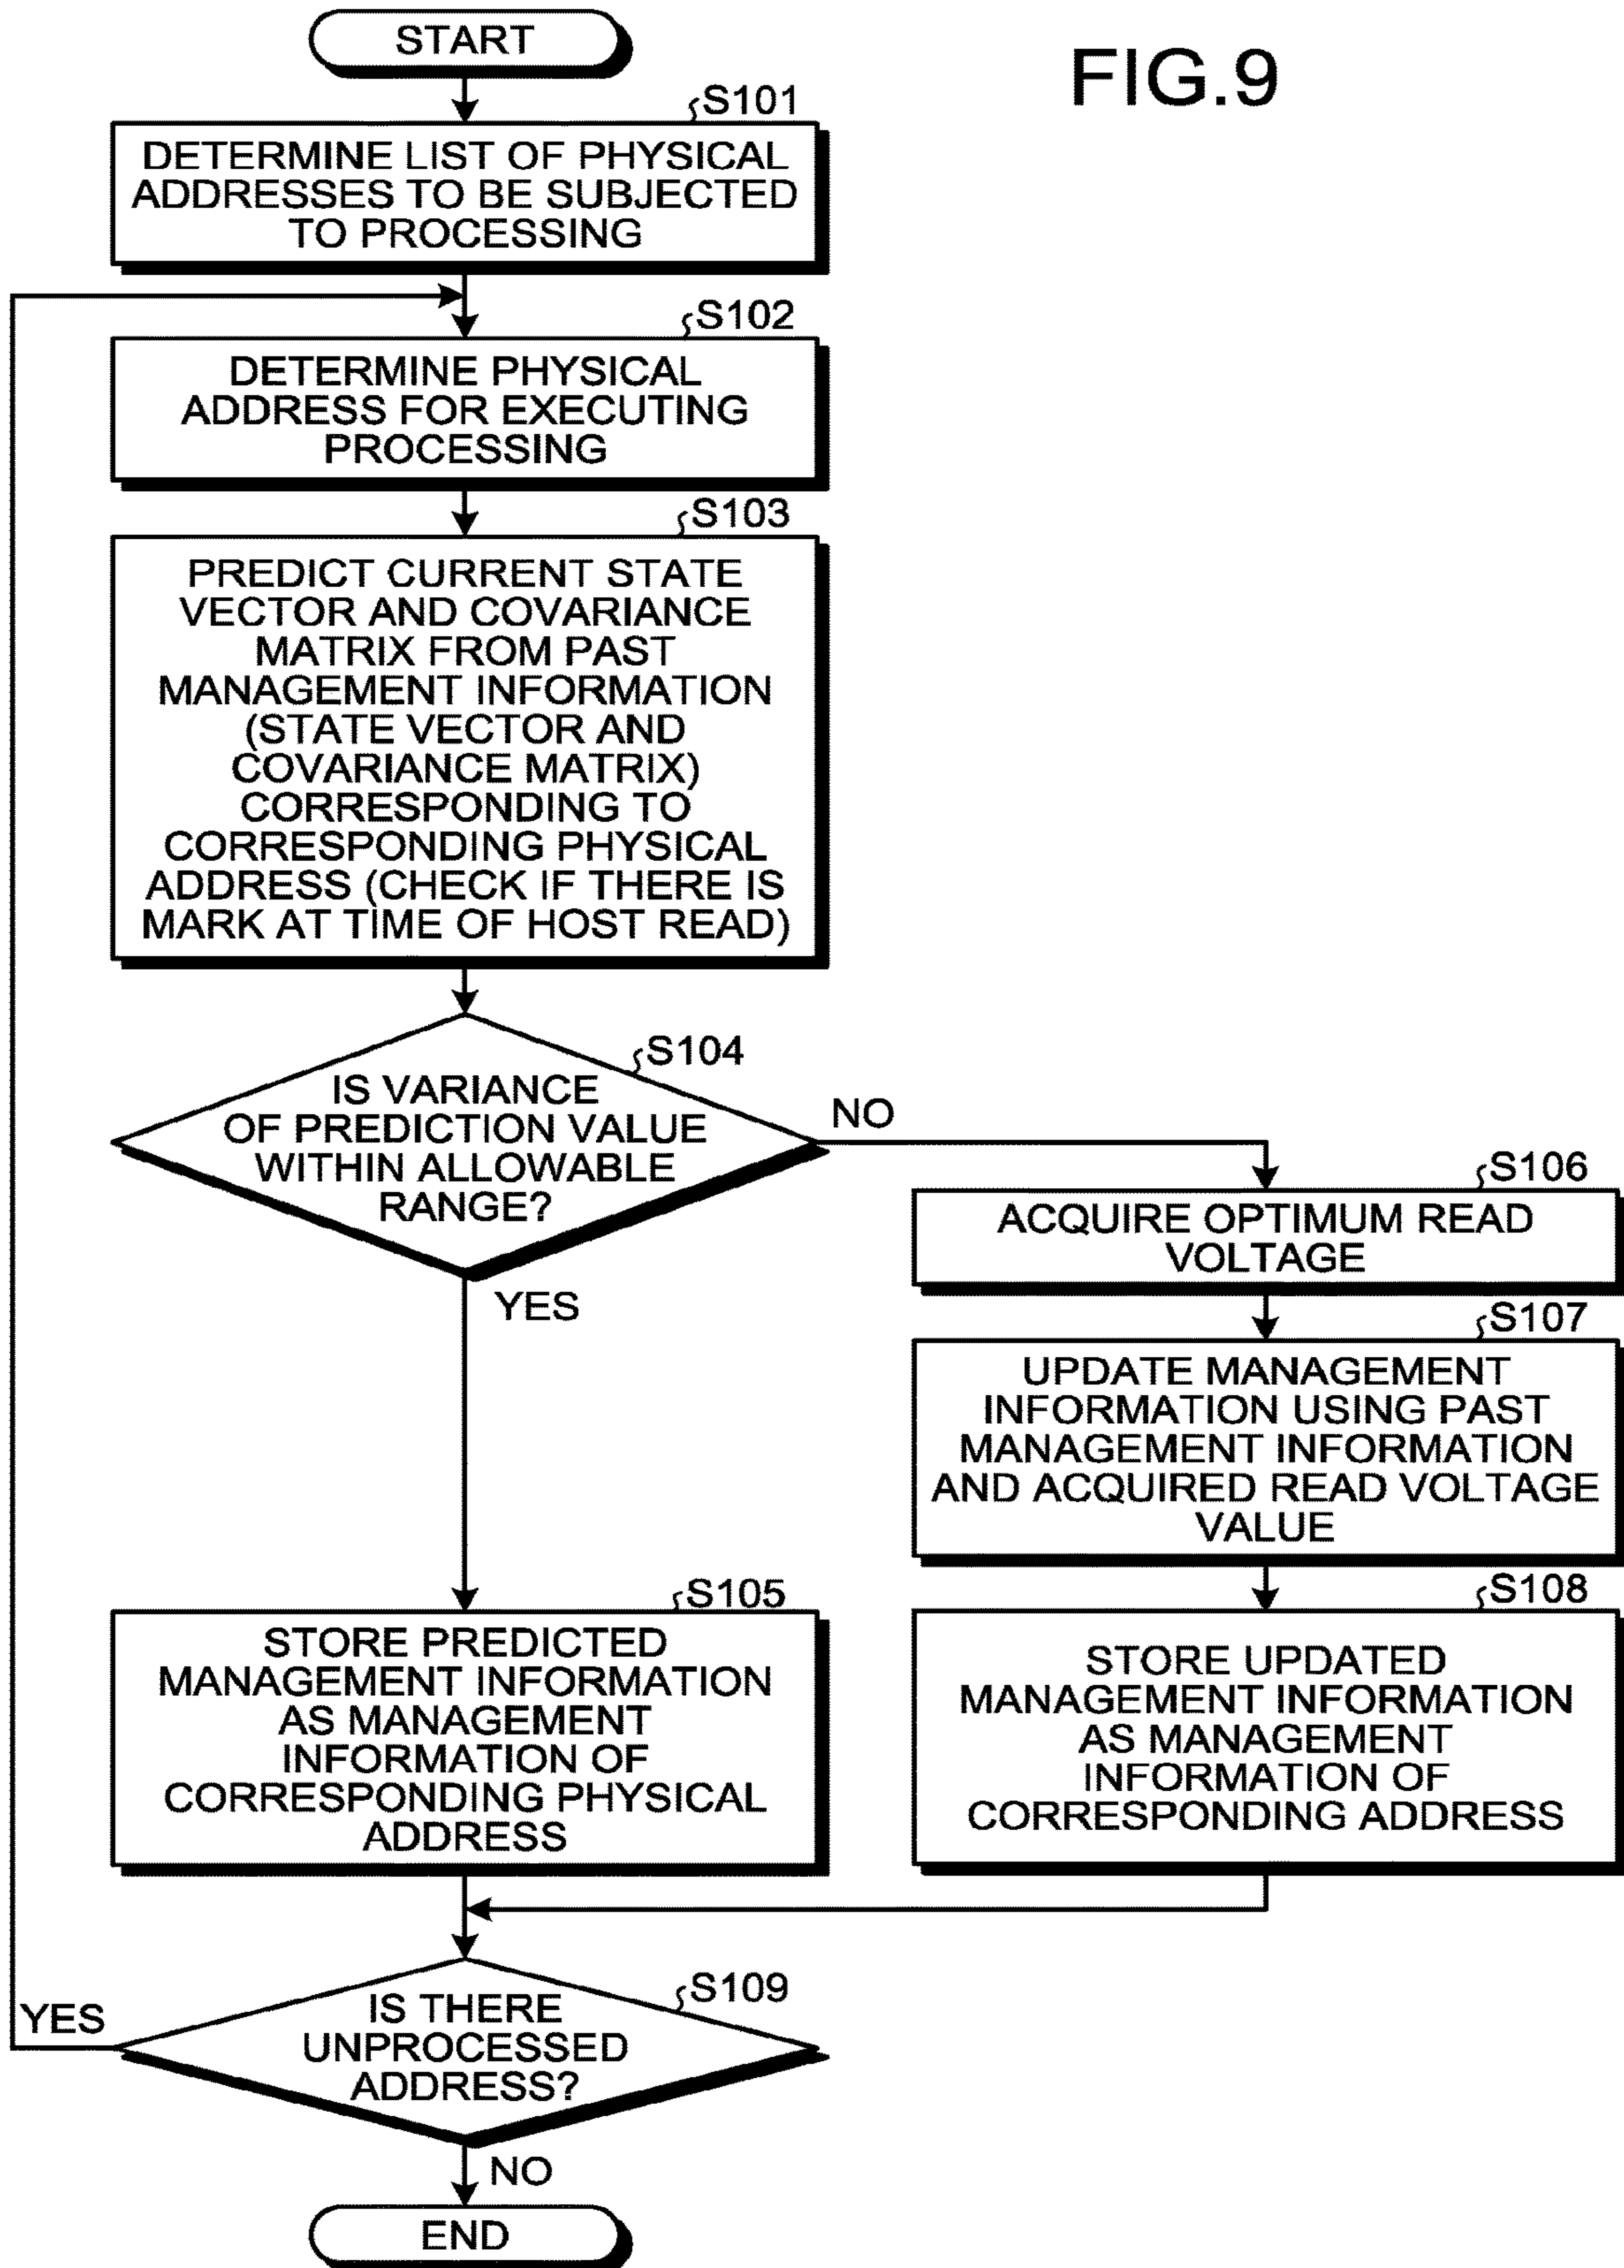 START
FIG.9
S101
DETERMINE LIST OF PHYSICAL
ADDRESSES TO BE SUBJECTED
TO PROCESSING
S102
DETERMINE PHYSICAL
ADDRESS FOR EXECUTING
PROCESSING
S103
PREDICT CURRENT STATE
VECTOR AND COVARIANCE
MATRIX FROM PAST
MANAGEMENT INFORMATION
(STATE VECTOR AND
COVARIANCE MATRIX)
CORRESPONDING TO
CORRESPONDING PHYSICAL
ADDRESS (CHECK IF THERE IS
MARK AT TIME OF HOST READ)
S104
IS VARIANCE
OF PREDICTION VALUE
WITHIN ALLOWABLE
RANGE?
NO
YES
S106
ACQUIRE OPTIMUM READ
VOLTAGE
S107
UPDATE MANAGEMENT
INFORMATION USING PAST
MANAGEMENT INFORMATION
AND ACQUIRED READ VOLTAGE
VALUE
S105
STORE PREDICTED
MANAGEMENT INFORMATION
AS MANAGEMENT
INFORMATION OF
CORRESPONDING PHYSICAL
ADDRESS
S108
STORE UPDATED
MANAGEMENT INFORMATION
AS MANAGEMENT
INFORMATION OF
CORRESPONDING ADDRESS
S109
IS THERE
UNPROCESSED
ADDRESS?
YES
NO
END